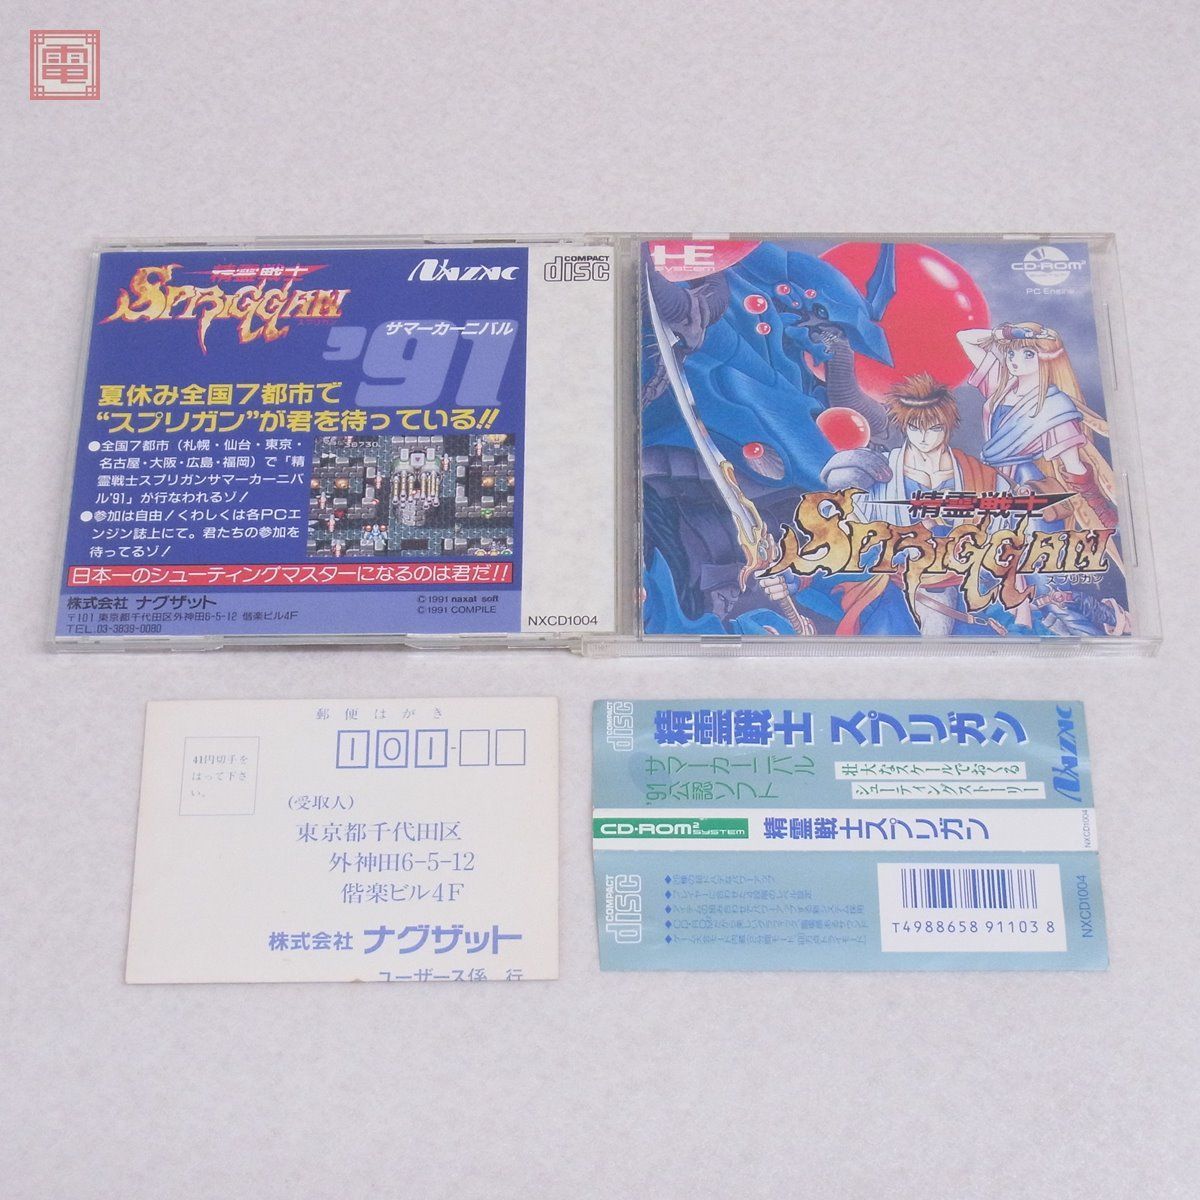 電
精霊戦士
SPRIGGAN
NAXAT
COMPACT
disc
'91
サマーカーニバル
夏休み全国7都市で
“スプリガン”が君を待っている!!
●全国7都市(札幌・仙台・東京・
名古屋・大阪・広島・福岡)で「精
霊戦士スプリガンサマーカーニバ
ル'91」が行なわれるゾ!
●参加は自由!くわしくは各PCエ
ンジン誌上にて。君たちの参加を
待ってるゾ!
日本一のシューティングマスターになるのは君だ!!
株式会社 ナグザット
〒101 東京都千代田区外神田6-5-12 偕楽ビル4F
TEL.03-3839-0080
©1991 naxat soft
©1991 COMPILE
NXCD1004
HE
system
CD-ROM²
PC Engine
精霊戦士
SPRIGGAN
スプリガン
郵便はがき
101-
41円切手を
はって下さ
い。
(受取人)
東京都千代田区
外神田6-5-12
偕楽ビル4F
株式会社 ナグザット
ユーザース係 行
COMPACT
disc
精霊戦士 スプリガン
サマーカーニバル
'91公認ソフト
壮大なスケールでおくる
シューティングストーリー
NAXAT
CD-ROM² SYSTEM
精霊戦士スプリガン
NXCD1004
COMPACT
disc
T4988658 91103 8
NXCD1004